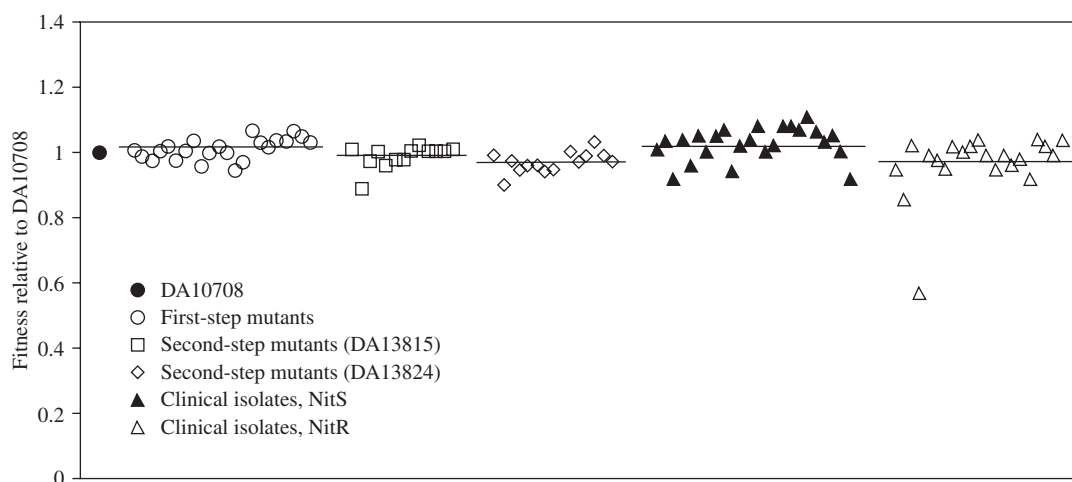 1.4
1.2
1
0.8
0.6
0.4
0.2
0
Fitness relative to DA10708
DA10708
First-step mutants
Second-step mutants (DA13815)
Second-step mutants (DA13824)
Clinical isolates, NitS
Clinical isolates, NitR